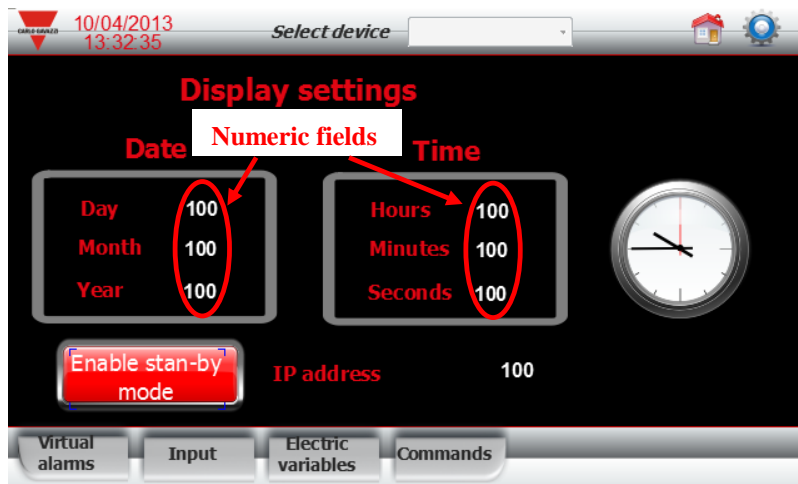 CARLO GAVAZZI
10/04/2013
13:32:35
Select device
Display settings
Numeric fields
Date
Time
Day 100
Month 100
Year 100
Hours 100
Minutes 100
Seconds 100
Enable stan-by
mode
IP address 100
Virtual
alarms
Input
Electric
variables
Commands